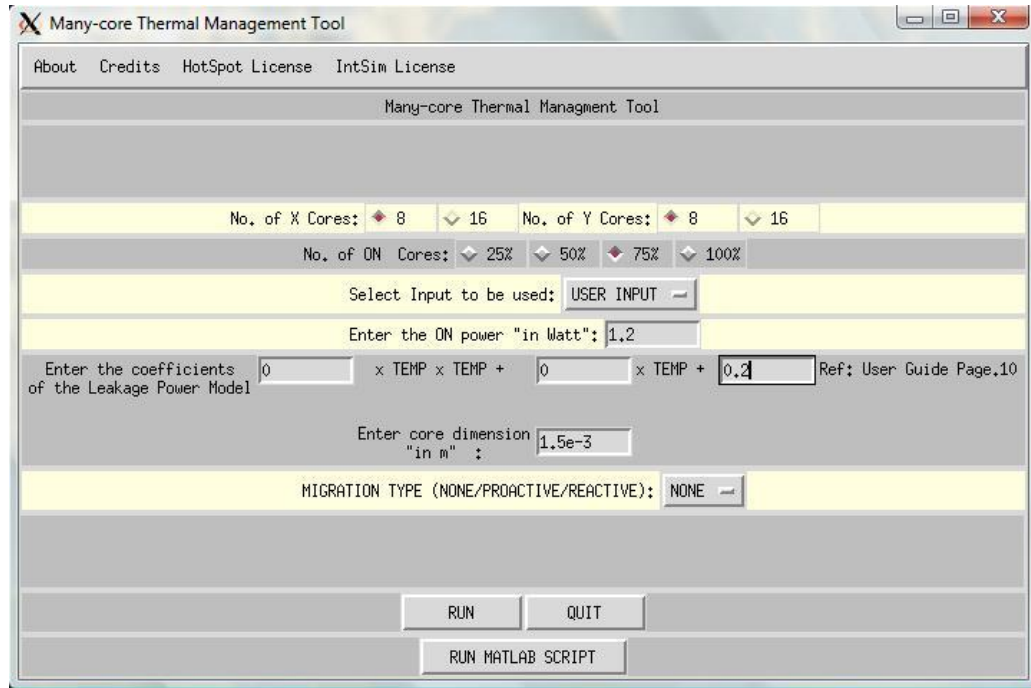 Many-core Thermal Management Tool
About Credits HotSpot License IntSim License
Many-core Thermal Managment Tool
No. of X Cores: 8 16 No. of Y Cores: 8 16
No. of ON Cores: 25% 50% 75% 100%
Select Input to be used: USER INPUT
Enter the ON power "in Watt": 1.2
Enter the coefficients
of the Leakage Power Model
0 x TEMP x TEMP + 0 x TEMP + 0.2 Ref: User Guide Page.10
Enter core dimension
"in m" : 1.5e-3
MIGRATION TYPE (NONE/PROACTIVE/REACTIVE): NONE
RUN QUIT
RUN MATLAB SCRIPT